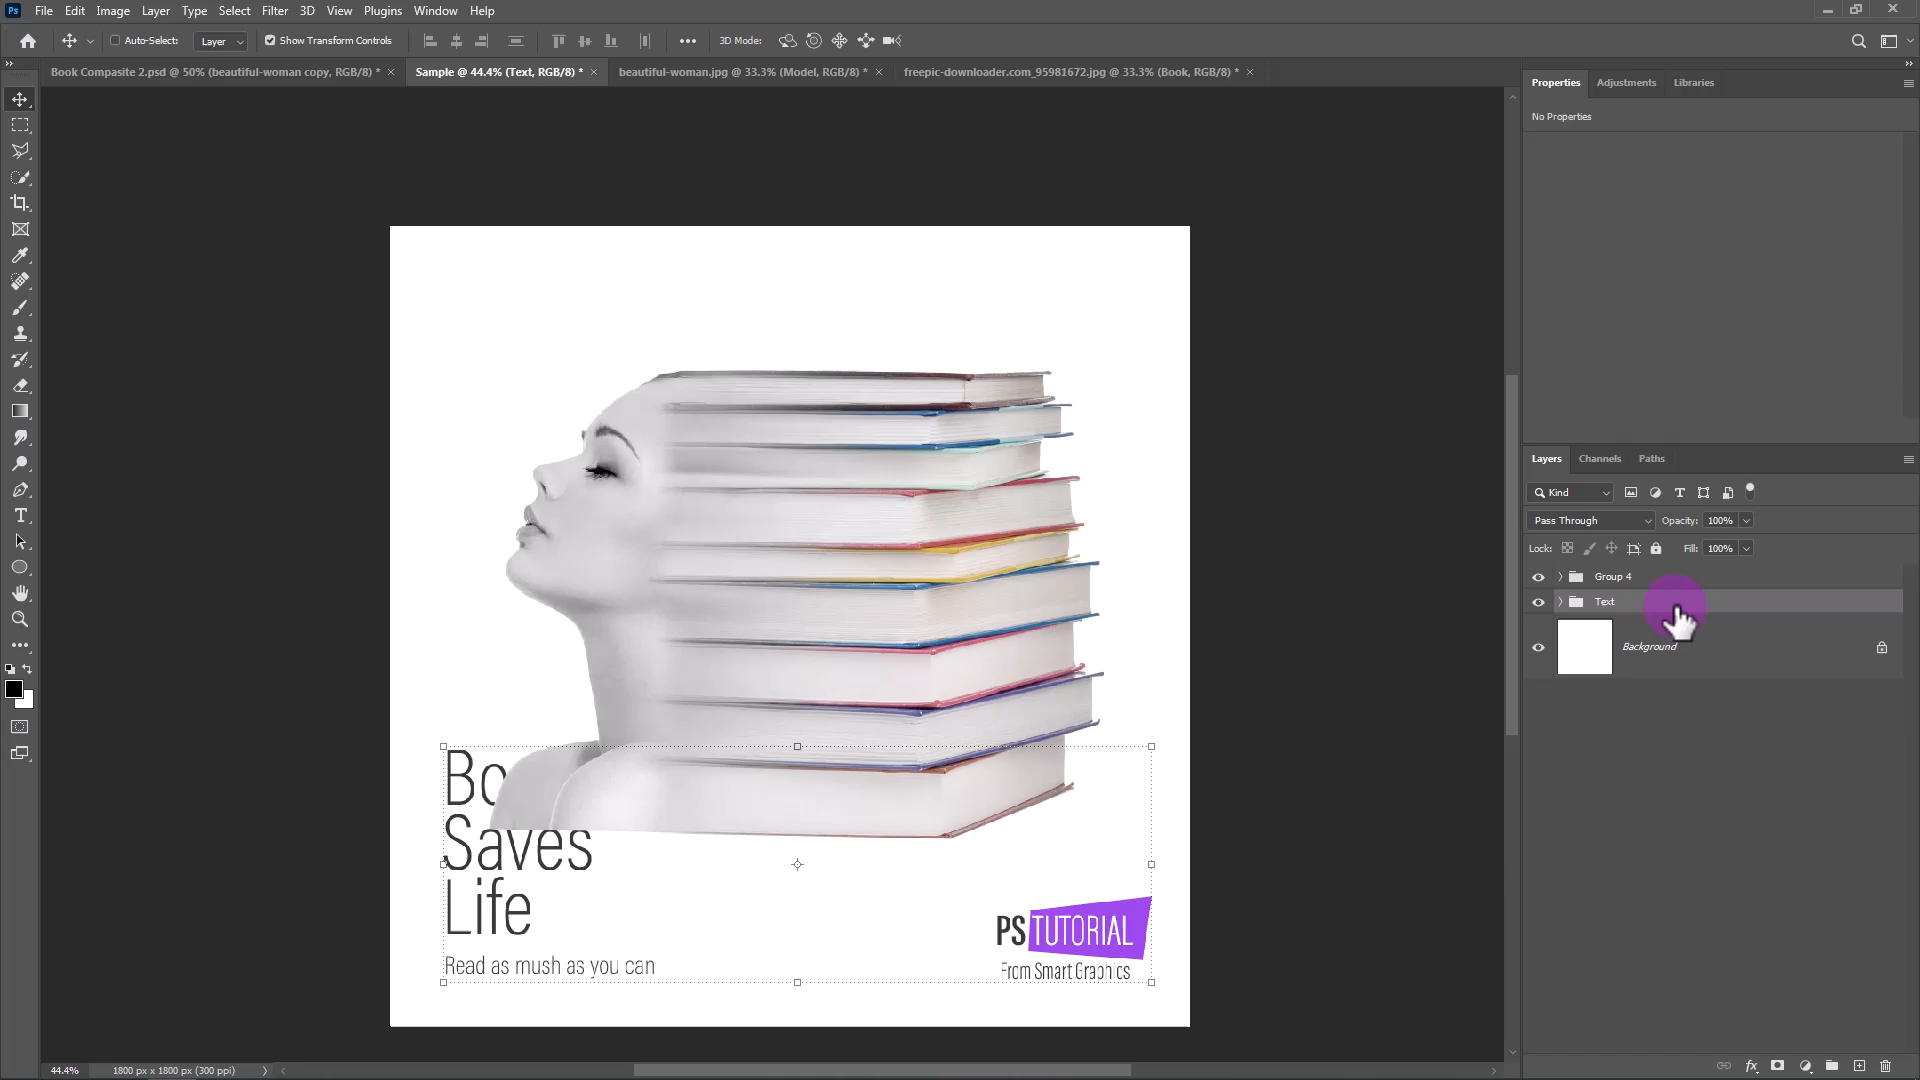 Ps File Edit Image Layer Type Select Filter 3D View Plugins Window Help
Auto-Select: Layer Show Transform Controls 3D Mode:
Book Composite 2.psd @ 50% (beautiful-woman copy, RGB/8) * Sample @ 44.4% (Text, RGB/8) * beautiful-woman.jpg @ 33.3% (Model, RGB/8) * freepic-downloader.com_95981672.jpg @ 33.3% (Book, RGB/8) *
Properties Adjustments Libraries
No Properties
Layers Channels Paths
Kind
Pass Through Opacity: 100%
Lock: Fill: 100%
Group 4
Text
Background
Bo
Saves
Life
Read as mush as you can
PS TUTORIAL
From Smart Graphics
44.4% 1800 px x 1800 px (300 ppi)